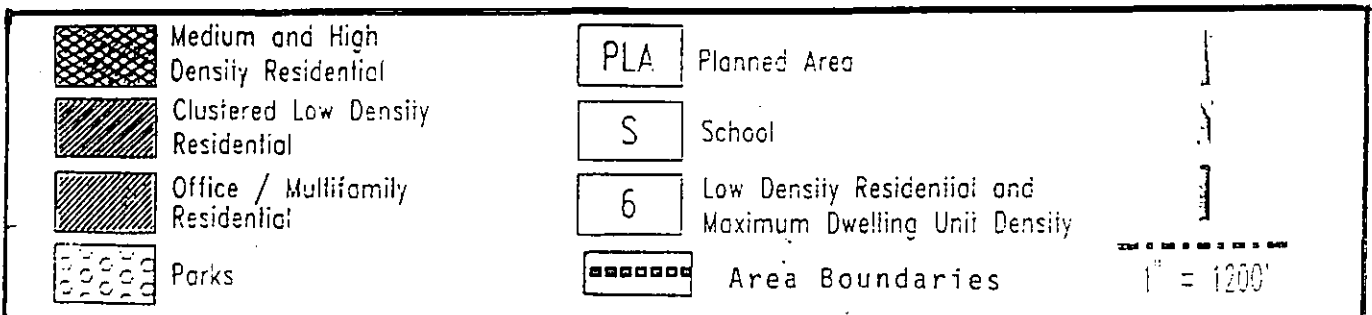 Medium and High
Density Residential
Clustered Low Density
Residential
Office / Multifamily
Residential
Parks
PLA
Planned Area
S
School
6
Low Density Residential and
Maximum Dwelling Unit Density
Area Boundaries
1" = 1200'